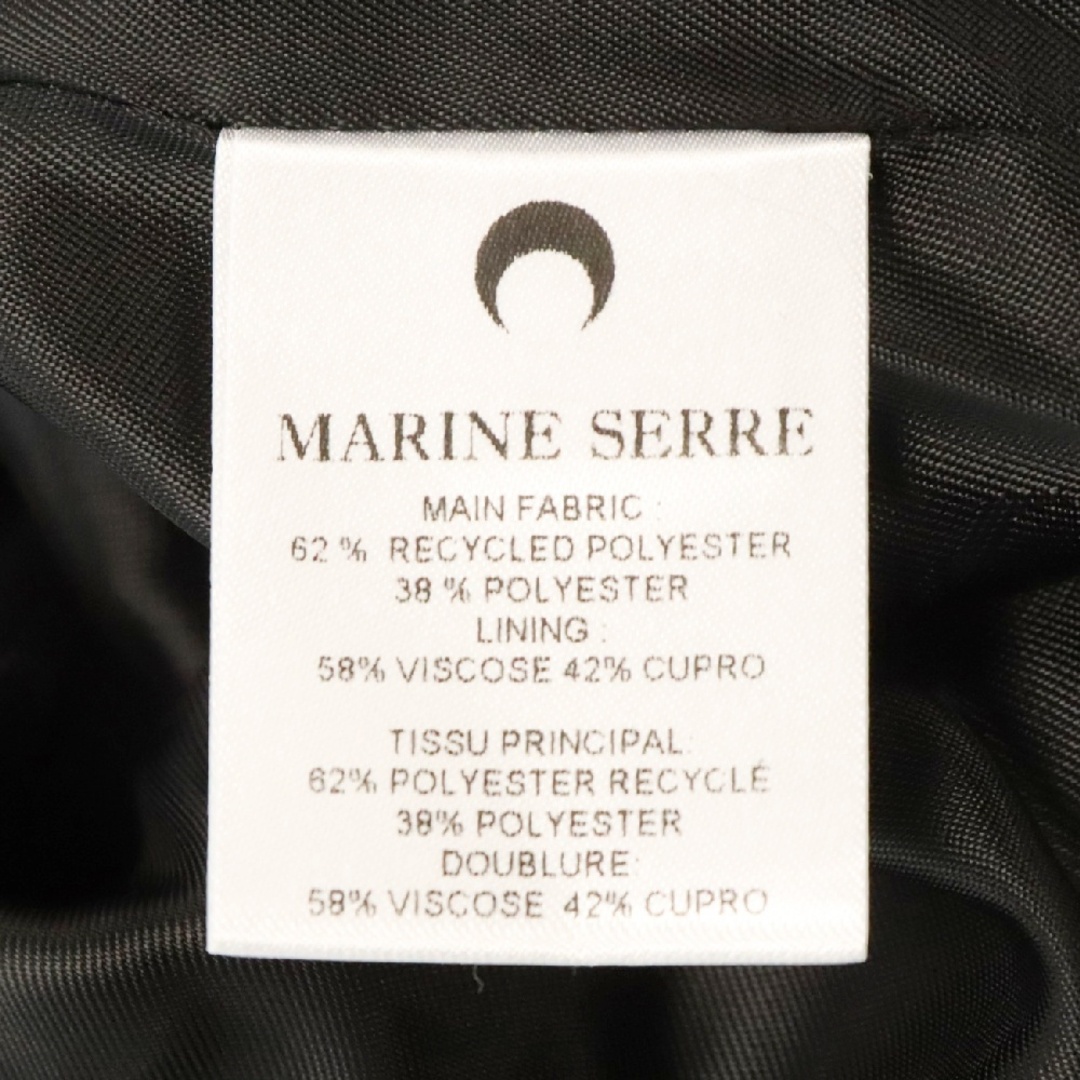 MARINE SERRE
MAIN FABRIC :
62 % RECYCLED POLYESTER
38 % POLYESTER
LINING :
58% VISCOSE 42% CUPRO
TISSU PRINCIPAL:
62% POLYESTER RECYCLÉ
38% POLYESTER
DOUBLURE:
58% VISCOSE 42% CUPRO